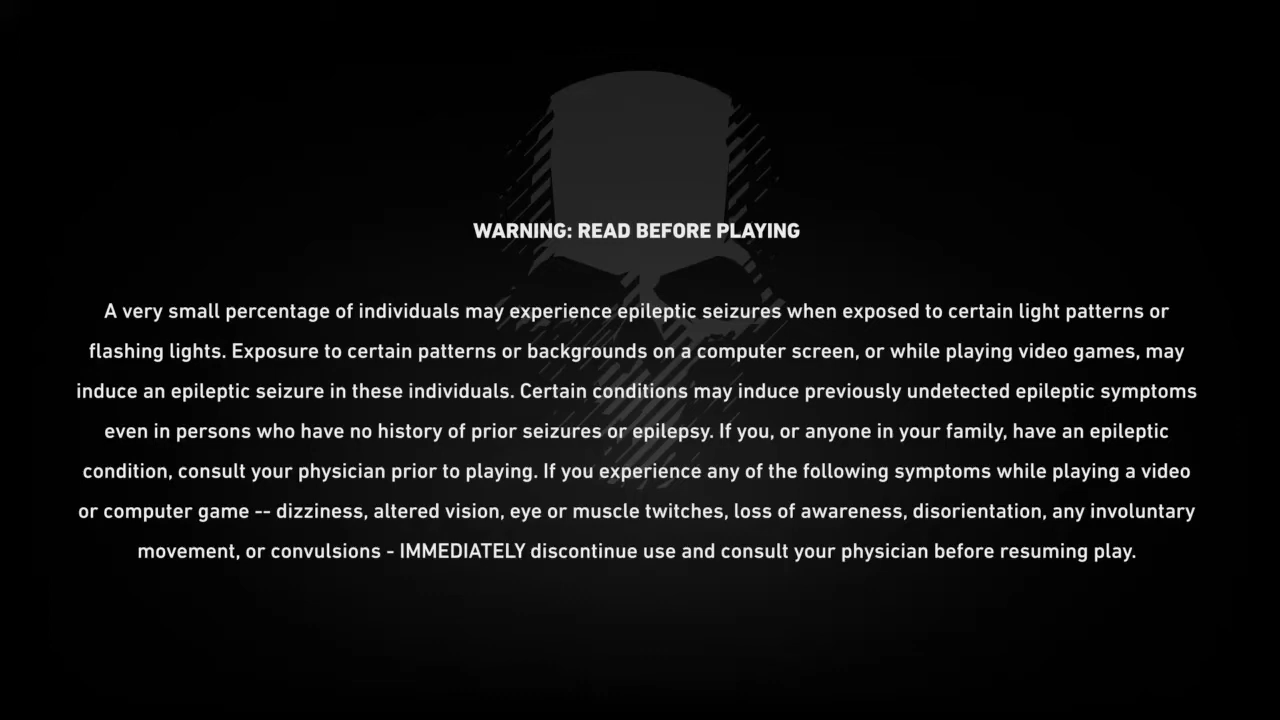 WARNING: READ BEFORE PLAYING
A very small percentage of individuals may experience epileptic seizures when exposed to certain light patterns or
flashing lights. Exposure to certain patterns or backgrounds on a computer screen, or while playing video games, may
induce an epileptic seizure in these individuals. Certain conditions may induce previously undetected epileptic symptoms
even in persons who have no history of prior seizures or epilepsy. If you, or anyone in your family, have an epileptic
condition, consult your physician prior to playing. If you experience any of the following symptoms while playing a video
or computer game -- dizziness, altered vision, eye or muscle twitches, loss of awareness, disorientation, any involuntary
movement, or convulsions - IMMEDIATELY discontinue use and consult your physician before resuming play.